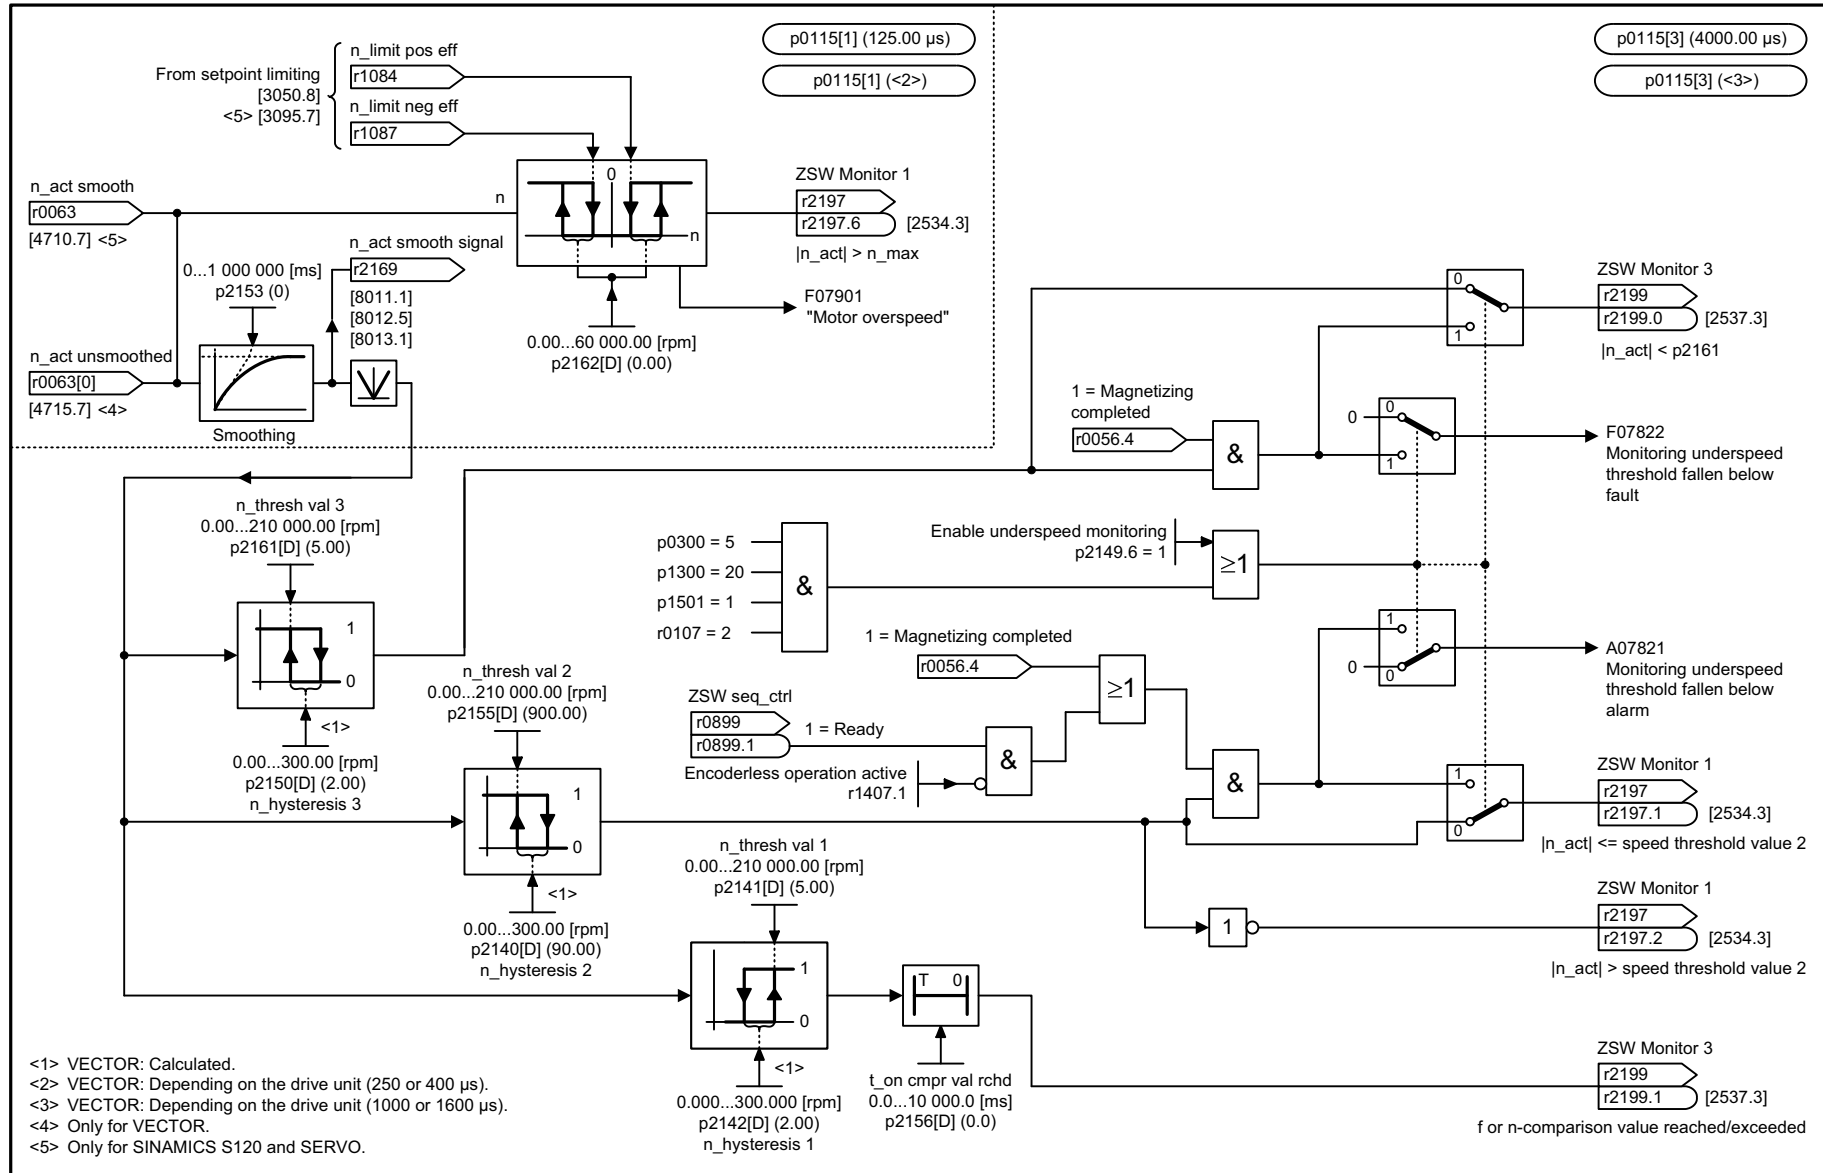 p0115[1] (125.00 µs)
p0115[1] (<2>)
p0115[3] (4000.00 µs)
p0115[3] (<3>)
From setpoint limiting
[3050.8]
<5> [3095.7]
n_limit pos eff
r1084
n_limit neg eff
r1087
n_act smooth
r0063
[4710.7] <5>
n
0
n
ZSW Monitor 1
r2197
r2197.6
[2534.3]
|n_act| > n_max
F07901
"Motor overspeed"
0.00...60 000.00 [rpm]
p2162[D] (0.00)
n_act smooth signal
r2169
[8011.1]
[8012.5]
[8013.1]
0...1 000 000 [ms]
p2153 (0)
n_act unsmoothed
r0063[0]
[4715.7] <4>
Smoothing
0
1
ZSW Monitor 3
r2199
r2199.0
[2537.3]
|n_act| < p2161
1 = Magnetizing
completed
r0056.4
&
0
0
1
F07822
Monitoring underspeed
threshold fallen below
fault
n_thresh val 3
0.00...210 000.00 [rpm]
p2161[D] (5.00)
1
0
<1>
0.00...300.00 [rpm]
p2150[D] (2.00)
n_hysteresis 3
p0300 = 5
p1300 = 20
p1501 = 1
r0107 = 2
&
Enable underspeed monitoring
p2149.6 = 1
≥1
1
0
0
A07821
Monitoring underspeed
threshold fallen below
alarm
1 = Magnetizing completed
r0056.4
≥1
ZSW seq_ctrl
r0899
r0899.1
1 = Ready
&
Encoderless operation active
r1407.1
&
n_thresh val 2
0.00...210 000.00 [rpm]
p2155[D] (900.00)
1
0
<1>
0.00...300.00 [rpm]
p2140[D] (90.00)
n_hysteresis 2
1
0
ZSW Monitor 1
r2197
r2197.1
[2534.3]
|n_act| <= speed threshold value 2
1
ZSW Monitor 1
r2197
r2197.2
[2534.3]
|n_act| > speed threshold value 2
n_thresh val 1
0.00...210 000.00 [rpm]
p2141[D] (5.00)
1
0
<1>
0.000...300.000 [rpm]
p2142[D] (2.00)
n_hysteresis 1
T 0
t_on cmpr val rchd
0.0...10 000.0 [ms]
p2156[D] (0.0)
ZSW Monitor 3
r2199
r2199.1
[2537.3]
f or n-comparison value reached/exceeded
<1> VECTOR: Calculated.
<2> VECTOR: Depending on the drive unit (250 or 400 µs).
<3> VECTOR: Depending on the drive unit (1000 or 1600 µs).
<4> Only for VECTOR.
<5> Only for SINAMICS S120 and SERVO.